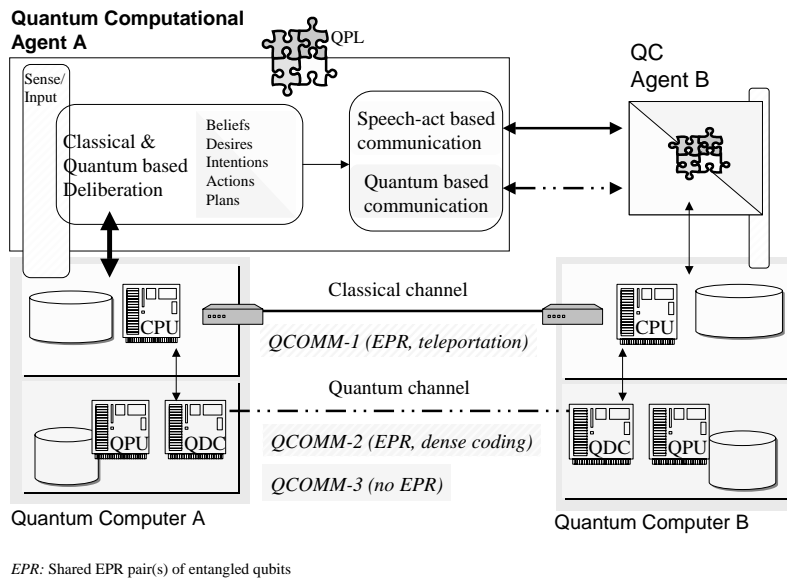 Quantum Computational
Agent A
QPL
QC
Agent B
Sense/
Input
Classical &
Quantum based
Deliberation
Beliefs
Desires
Intentions
Actions
Plans
Speech-act based
communication
Quantum based
communication
Classical channel
CPU
CPU
QCOMM-1 (EPR, teleportation)
Quantum channel
QPU
QDC
QDC
QPU
QCOMM-2 (EPR, dense coding)
QCOMM-3 (no EPR)
Quantum Computer A
Quantum Computer B
EPR: Shared EPR pair(s) of entangled qubits